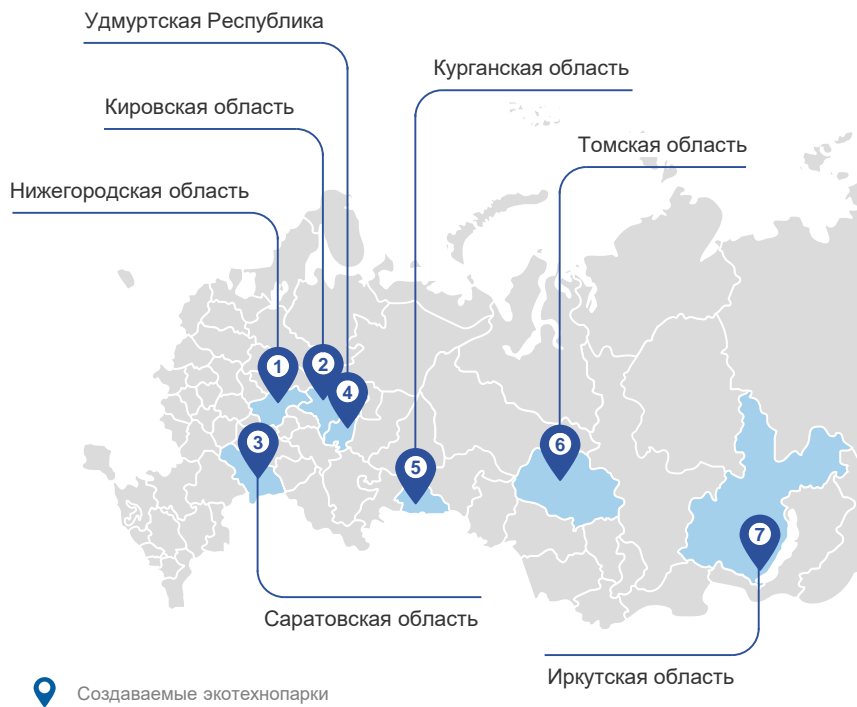 Удмуртская Республика
Курганская область
Кировская область
Томская область
Нижегородская область
1
2
4
3
5
6
7
Саратовская область
Иркутская область
Создаваемые экотехнопарки